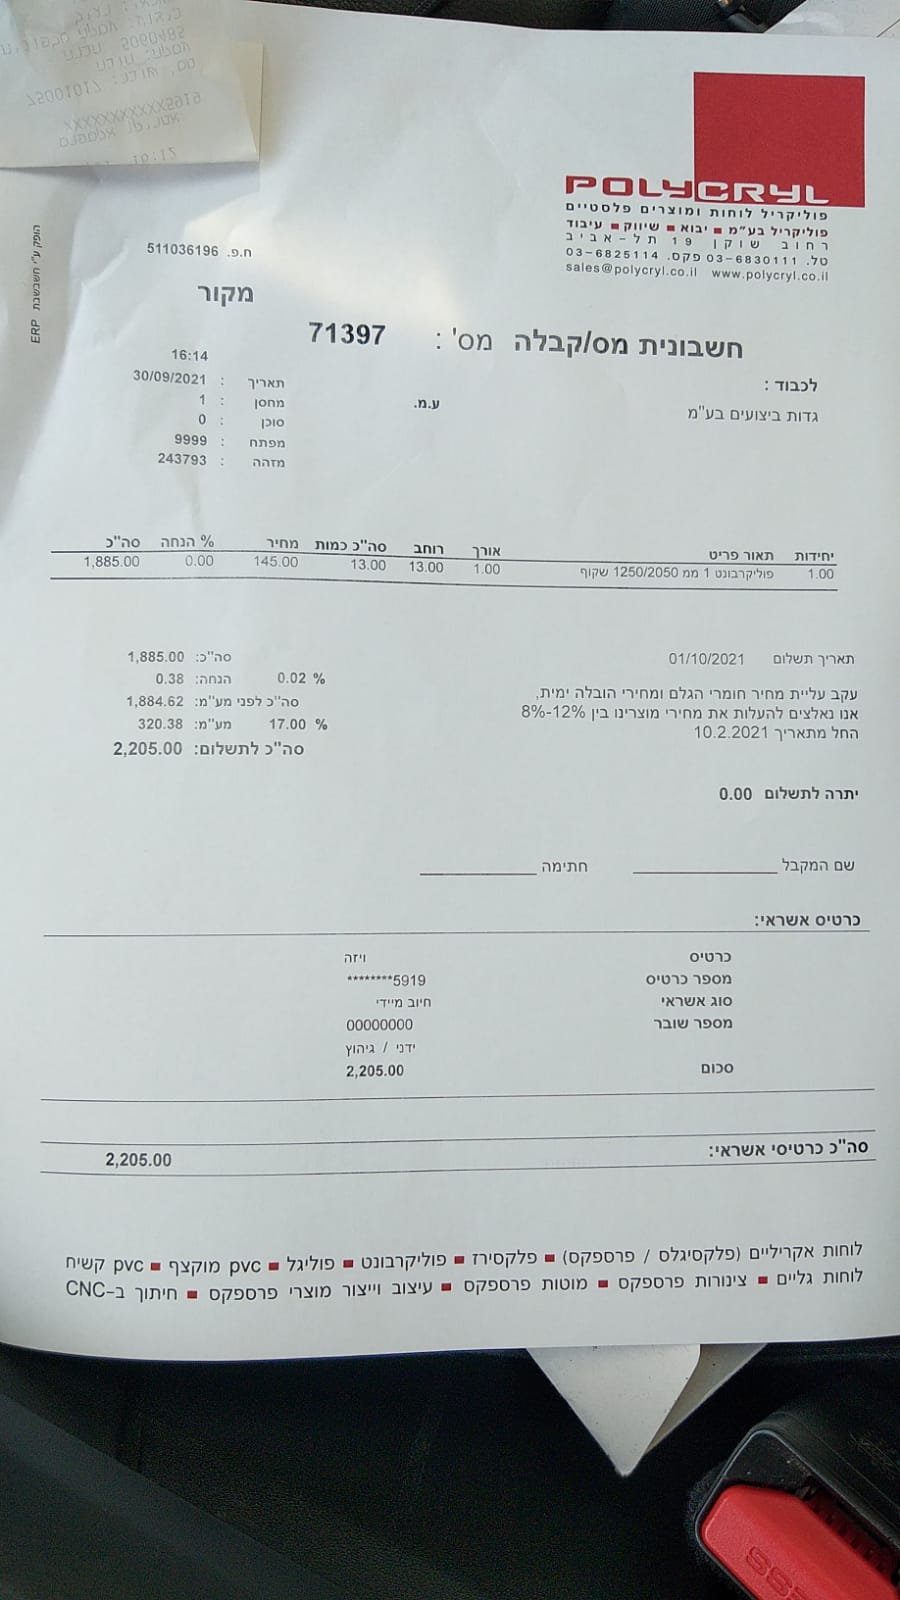 POLYCRYL
פוליקריל לוחות ומוצרים פלסטיים
פוליקריל בע"מ ■ יבוא ■ שיווק ■ עיבוד
רחוב שוקן 19 תל-אביב
טל. 03-6830111 פקס. 03-6825114
sales@polycryl.co.il www.polycryl.co.il
ח.פ. 511036196
מקור
הופק ע"י חשבשבת ERP
חשבונית מס/קבלה מס' : 71397
16:14
לכבוד :
תאריך : 30/09/2021
ע.מ.
מחסן : 1
גדות ביצועים בע"מ
סוכן : 0
מפתח : 9999
מזהה : 243793
יחידות תאור פריט אורך רוחב סה"כ כמות מחיר % הנחה סה"כ
1.00 פוליקרבונט 1 ממ 1250/2050 שקוף 1.00 13.00 13.00 145.00 0.00 1,885.00
תאריך תשלום 01/10/2021
עקב עליית מחיר חומרי הגלם ומחירי הובלה ימית,
אנו נאלצים להעלות את מחירי מוצרינו בין 8%-12%
החל מתאריך 10.2.2021
סה"כ: 1,885.00
% 0.02 הנחה: 0.38
סה"כ לפני מע"מ: 1,884.62
% 17.00 מע"מ: 320.38
סה"כ לתשלום: 2,205.00
יתרה לתשלום 0.00
שם המקבל ____________ חתימה ____________
כרטיס אשראי:
כרטיס ויזה
מספר כרטיס ********5919
סוג אשראי חיוב מיידי
מספר שובר 00000000
ידני / גיהוץ
סכום 2,205.00
סה"כ כרטיסי אשראי: 2,205.00
לוחות אקריליים (פלקסיגלס / פרספקס) ■ פלקסירז ■ פוליקרבונט ■ פוליגל ■ pvc מוקצף ■ pvc קשיח
לוחות גליים ■ צינורות פרספקס ■ מוטות פרספקס ■ עיצוב וייצור מוצרי פרספקס ■ חיתוך ב-CNC